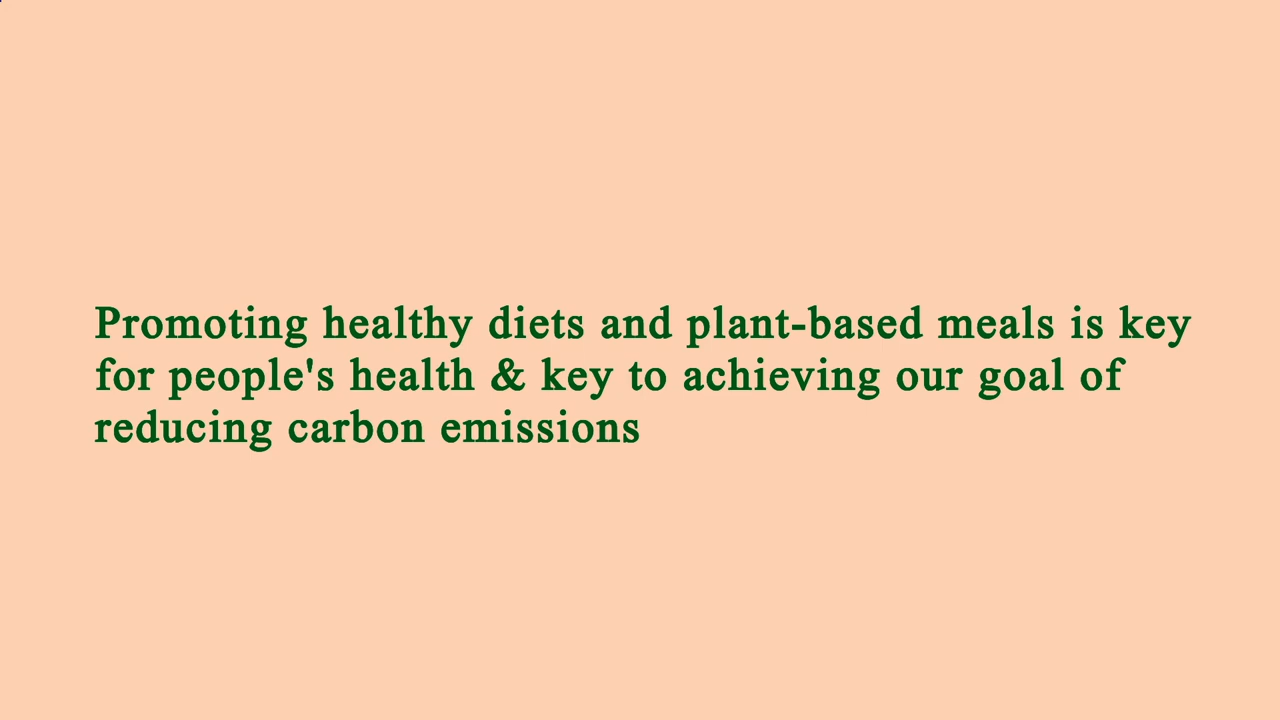 Promoting healthy diets and plant-based meals is key
for people's health & key to achieving our goal of
reducing carbon emissions